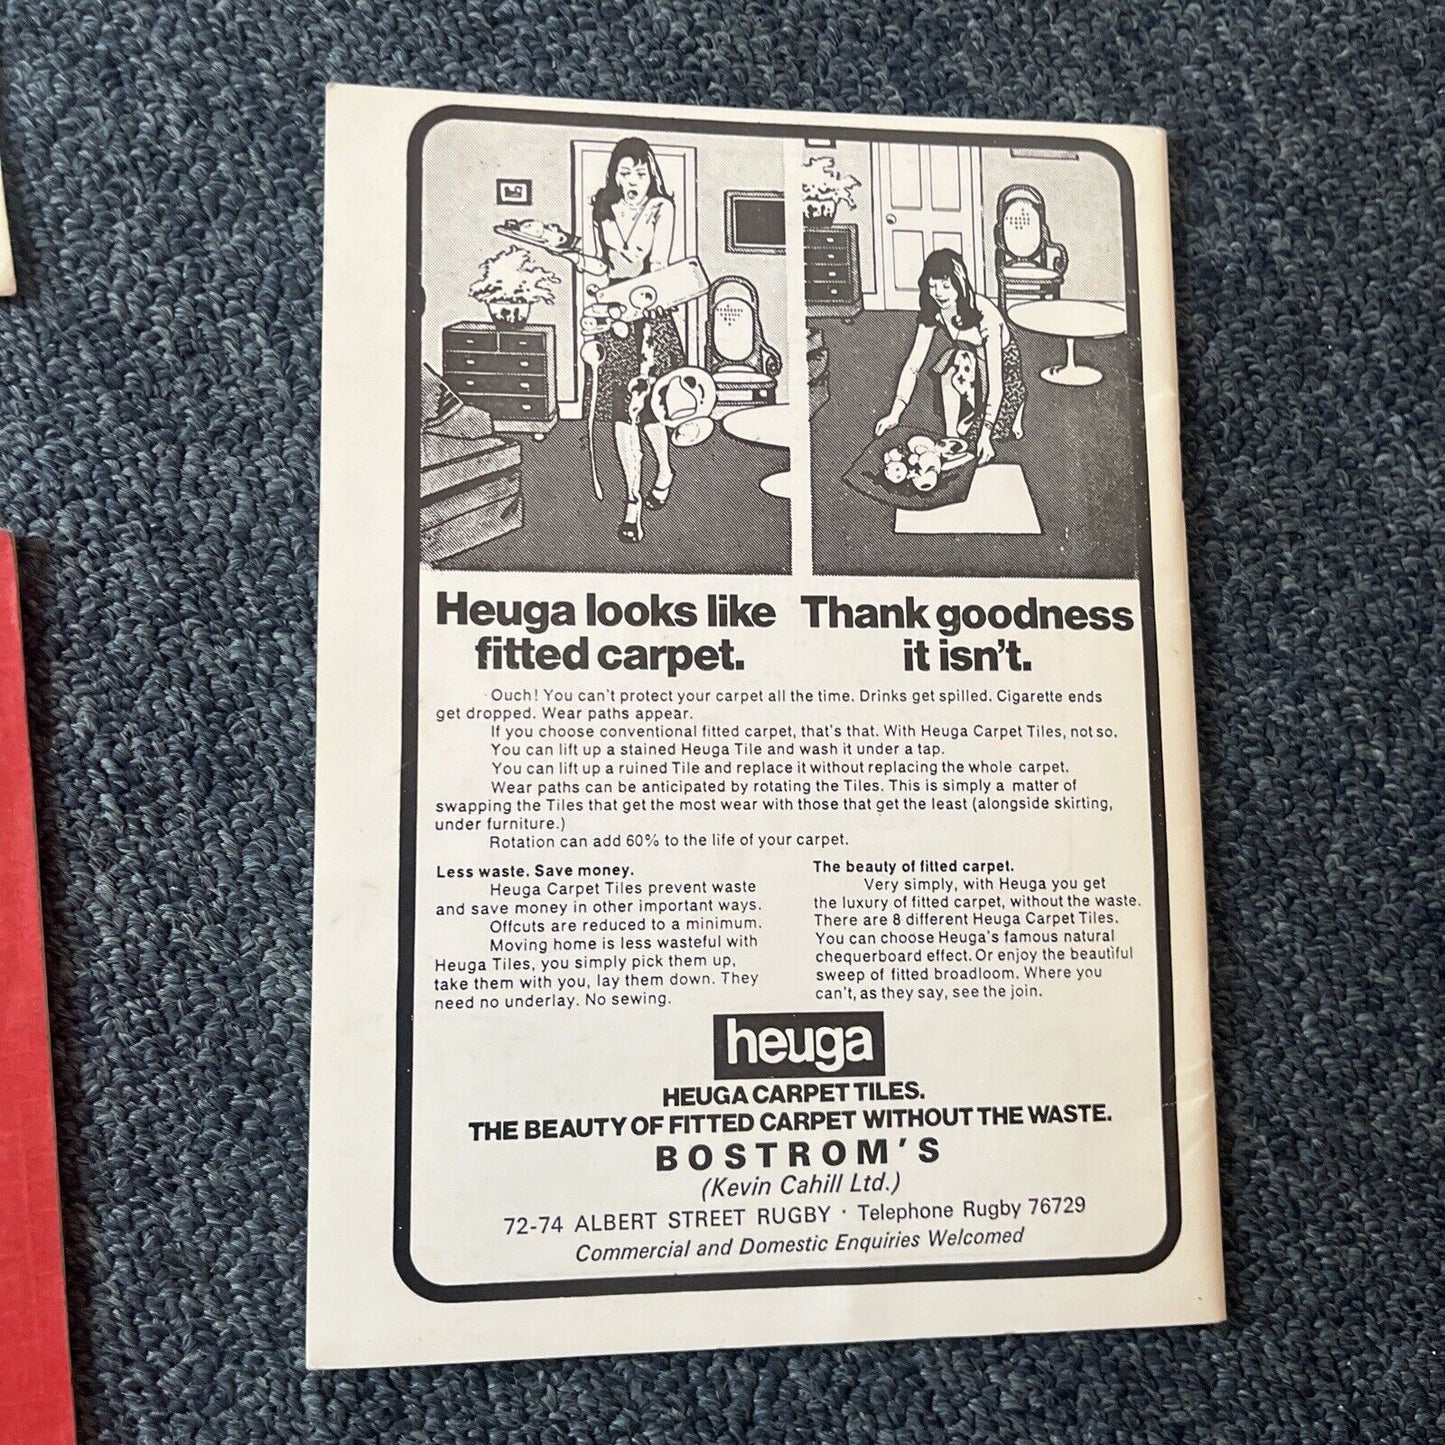 Heuga looks like
fitted carpet.
Thank goodness
it isn't.
Ouch! You can't protect your carpet all the time. Drinks get spilled. Cigarette ends
get dropped. Wear paths appear.
If you choose conventional fitted carpet, that's that. With Heuga Carpet Tiles, not so.
You can lift up a stained Heuga Tile and wash it under a tap.
You can lift up a ruined Tile and replace it without replacing the whole carpet.
Wear paths can be anticipated by rotating the Tiles. This is simply a matter of
swapping the Tiles that get the most wear with those that get the least (alongside skirting,
under furniture.)
Rotation can add 60% to the life of your carpet.
Less waste. Save money.
Heuga Carpet Tiles prevent waste
and save money in other important ways.
Offcuts are reduced to a minimum.
Moving home is less wasteful with
Heuga Tiles, you simply pick them up,
take them with you, lay them down. They
need no underlay. No sewing.
The beauty of fitted carpet.
Very simply, with Heuga you get
the luxury of fitted carpet, without the waste.
There are 8 different Heuga Carpet Tiles.
You can choose Heuga's famous natural
chequerboard effect. Or enjoy the beautiful
sweep of fitted broadloom. Where you
can't, as they say, see the join.
heuga
HEUGA CARPET TILES.
THE BEAUTY OF FITTED CARPET WITHOUT THE WASTE.
BOSTROM'S
(Kevin Cahill Ltd.)
72-74 ALBERT STREET RUGBY · Telephone Rugby 76729
Commercial and Domestic Enquiries Welcomed